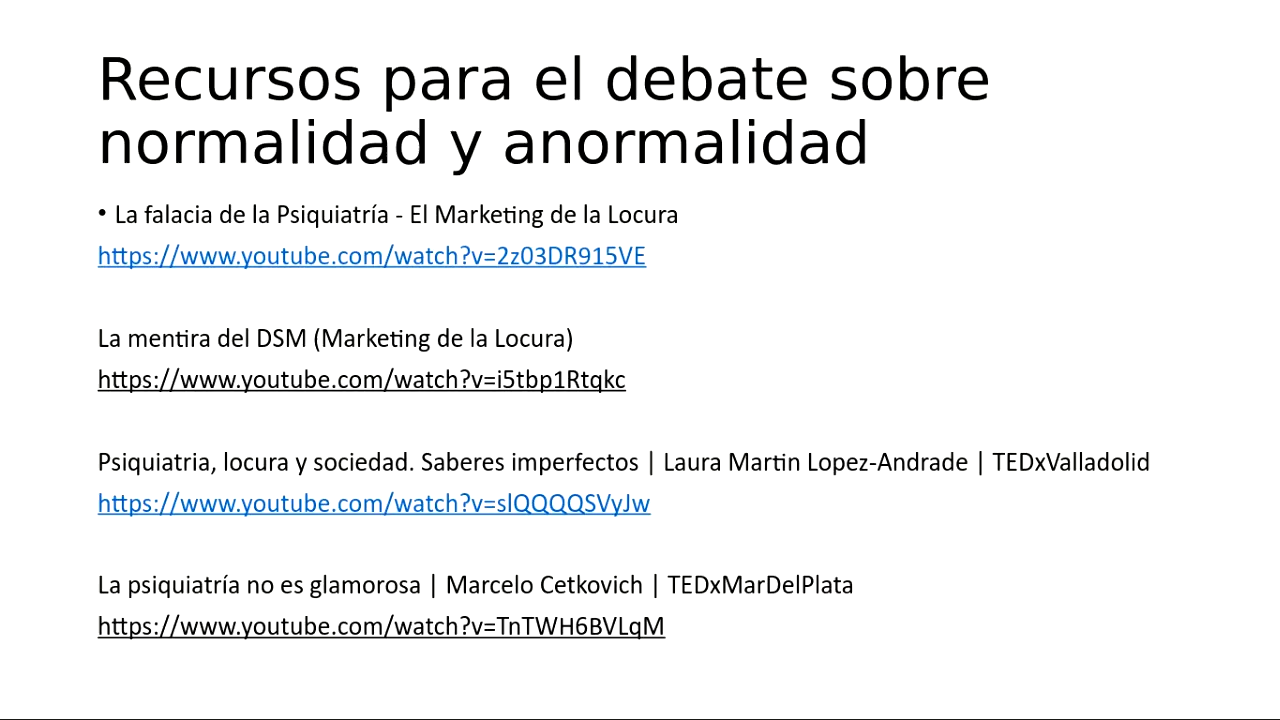 Recursos para el debate sobre
normalidad y anormalidad
• La falacia de la Psiquiatría - El Marketing de la Locura
https://www.youtube.com/watch?v=2z03DR915VE
La mentira del DSM (Marketing de la Locura)
https://www.youtube.com/watch?v=i5tbp1Rtqkc
Psiquiatria, locura y sociedad. Saberes imperfectos | Laura Martin Lopez-Andrade | TEDxValladolid
https://www.youtube.com/watch?v=slQQQQSVyJw
La psiquiatría no es glamorosa | Marcelo Cetkovich | TEDxMarDelPlata
https://www.youtube.com/watch?v=TnTWH6BVLqM